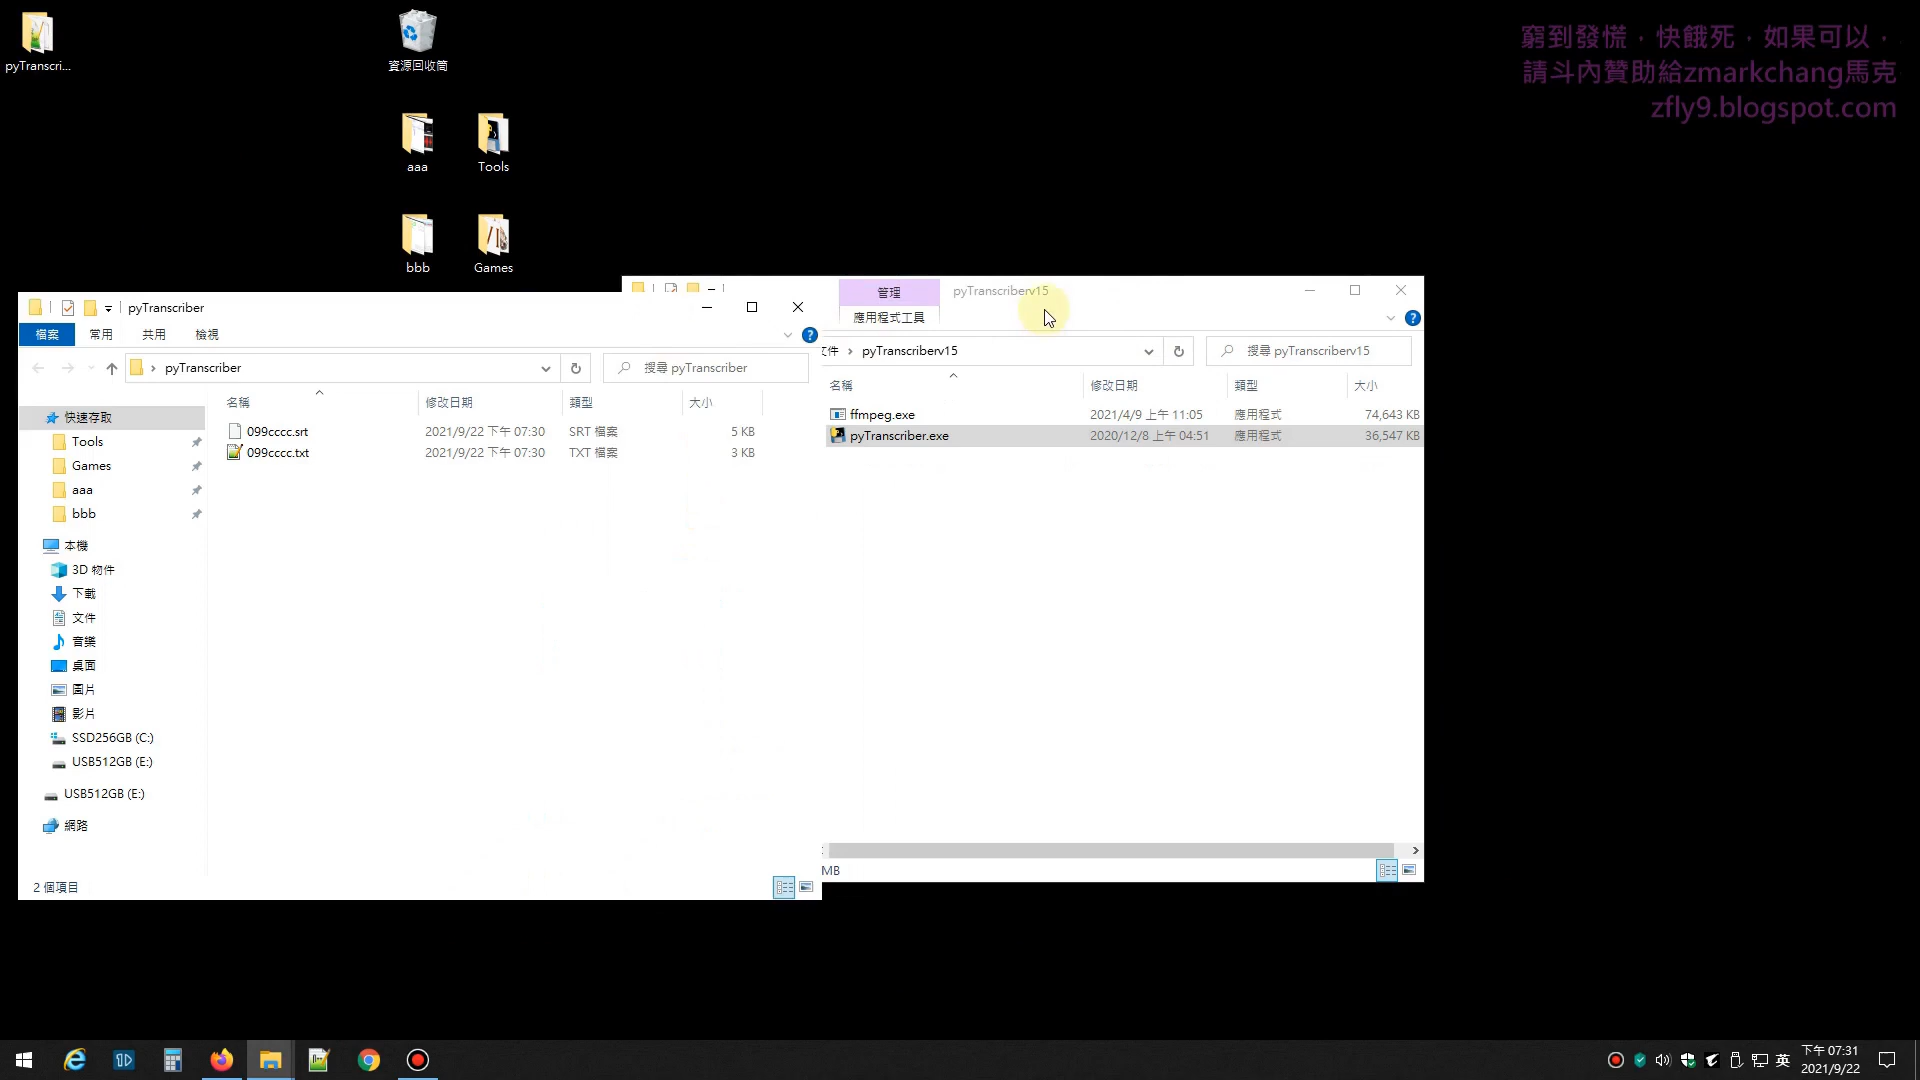 pyTranscri...
資源回收筒
窮到發慌，快餓死，如果可以，
請斗內贊助給zmarkchang馬克
zfly9.blogspot.com
aaa
Tools
bbb
Games
pyTranscriber
檔案 常用 共用 檢視
pyTranscriber
搜尋 pyTranscriber
名稱 修改日期 類型 大小
099cccc.srt 2021/9/22 下午 07:30 SRT 檔案 5 KB
099cccc.txt 2021/9/22 下午 07:30 TXT 檔案 3 KB
快速存取
Tools
Games
aaa
bbb
本機
3D 物件
下載
文件
音樂
桌面
圖片
影片
SSD256GB (C:)
USB512GB (E:)
USB512GB (E:)
網路
2 個項目
管理 pyTranscriberv15
應用程式工具
文件 › pyTranscriberv15
搜尋 pyTranscriberv15
名稱 修改日期 類型 大小
ffmpeg.exe 2021/4/9 上午 11:05 應用程式 74,643 KB
pyTranscriber.exe 2020/12/8 上午 04:51 應用程式 36,547 KB
MB
英
下午 07:31
2021/9/22